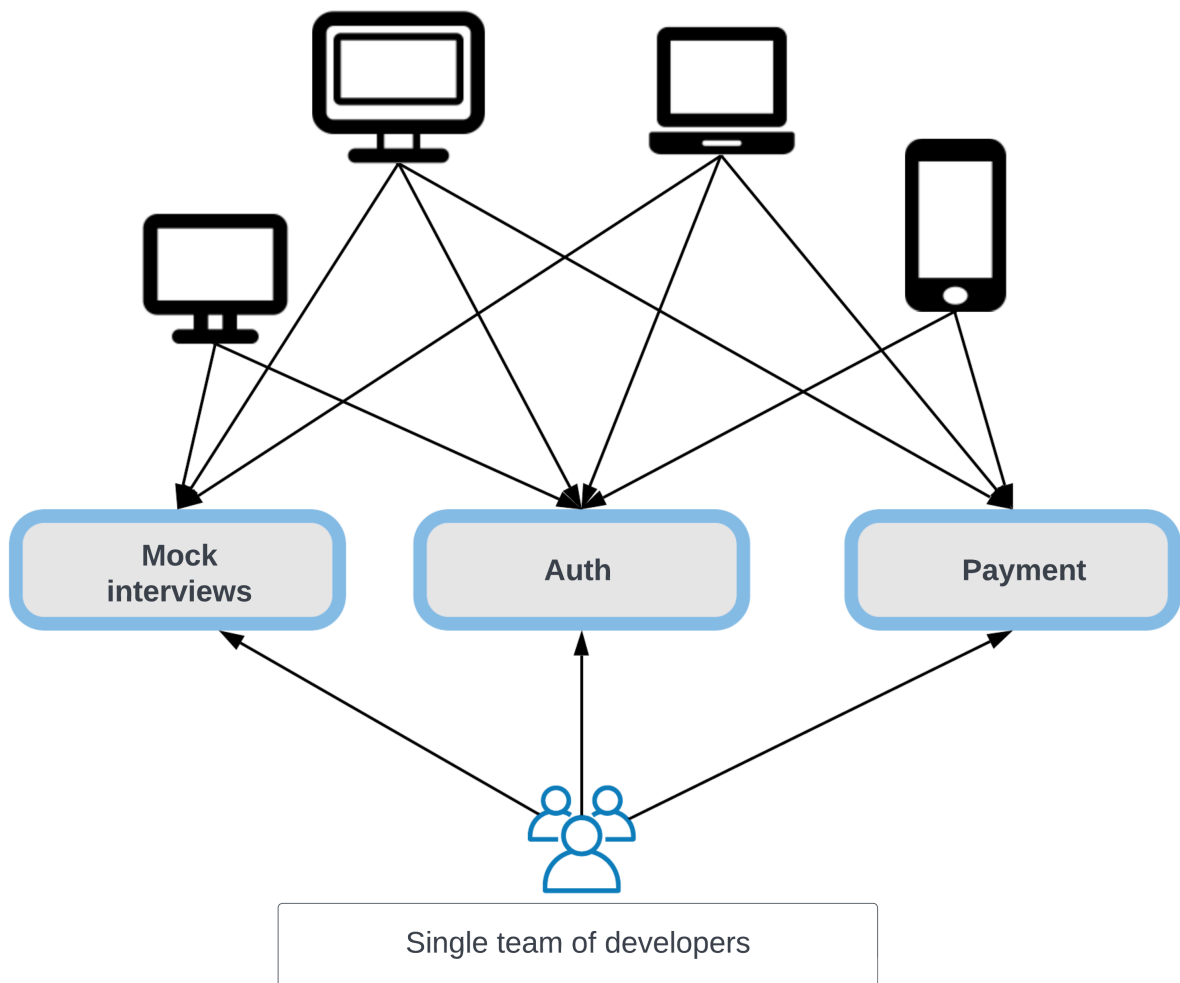 Mock
interviews
Auth
Payment
Single team of developers